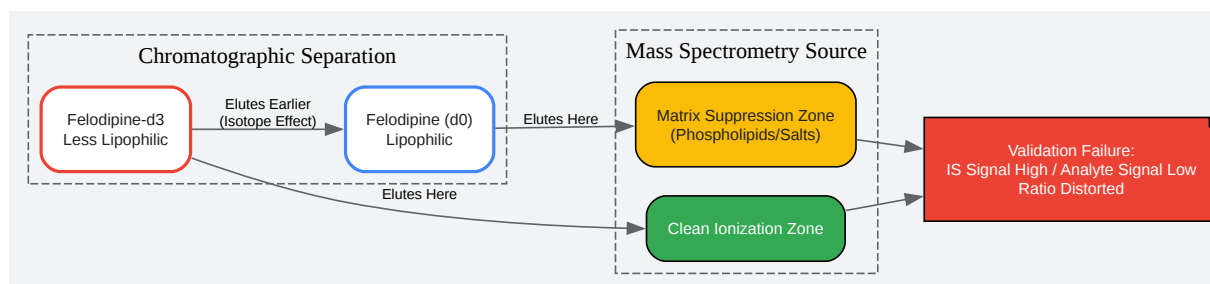 Chromatographic Separation
Felodipine-d3
Less Lipophilic
Elutes Earlier
(Isotope Effect)
Felodipine (d0)
Lipophilic
Elutes Here
Elutes Here
Mass Spectrometry Source
Matrix Suppression Zone
(Phospholipids/Salts)
Clean Ionization Zone
Validation Failure:
IS Signal High / Analyte Signal Low
Ratio Distorted